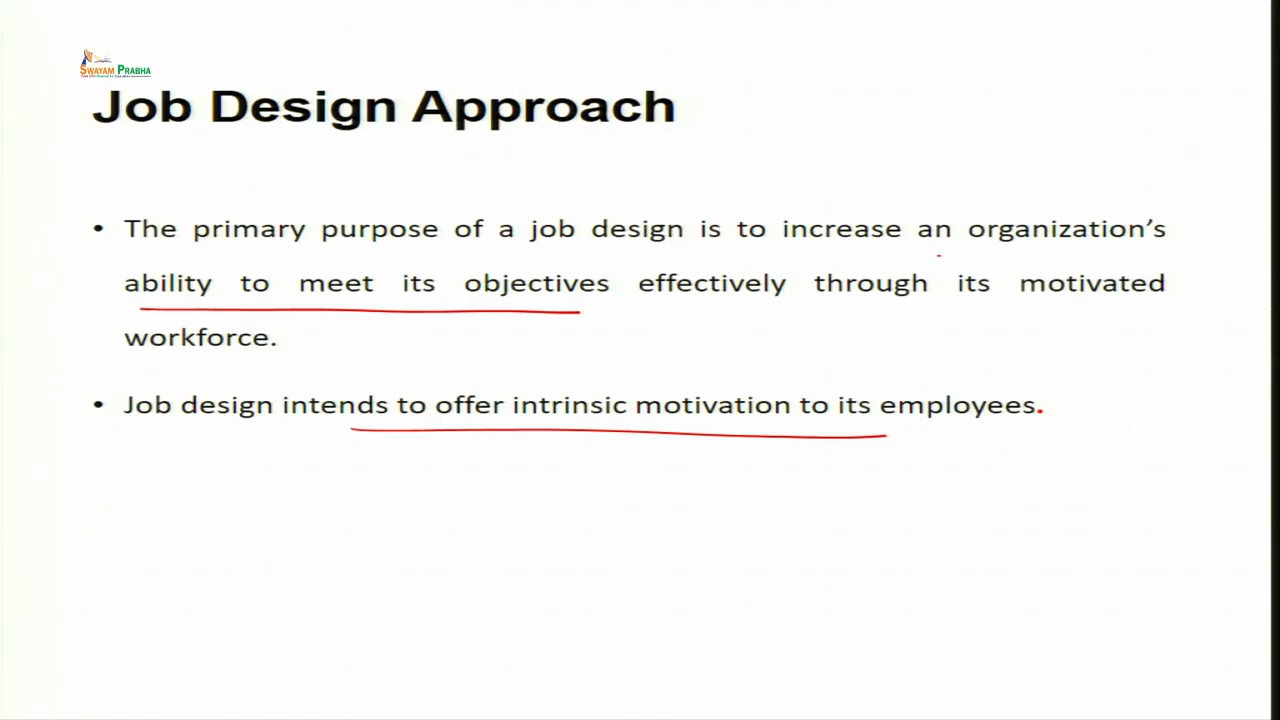 SWAYAM PRABHA
Job Design Approach
• The primary purpose of a job design is to increase an organization’s
ability to meet its objectives effectively through its motivated
workforce.
• Job design intends to offer intrinsic motivation to its employees.